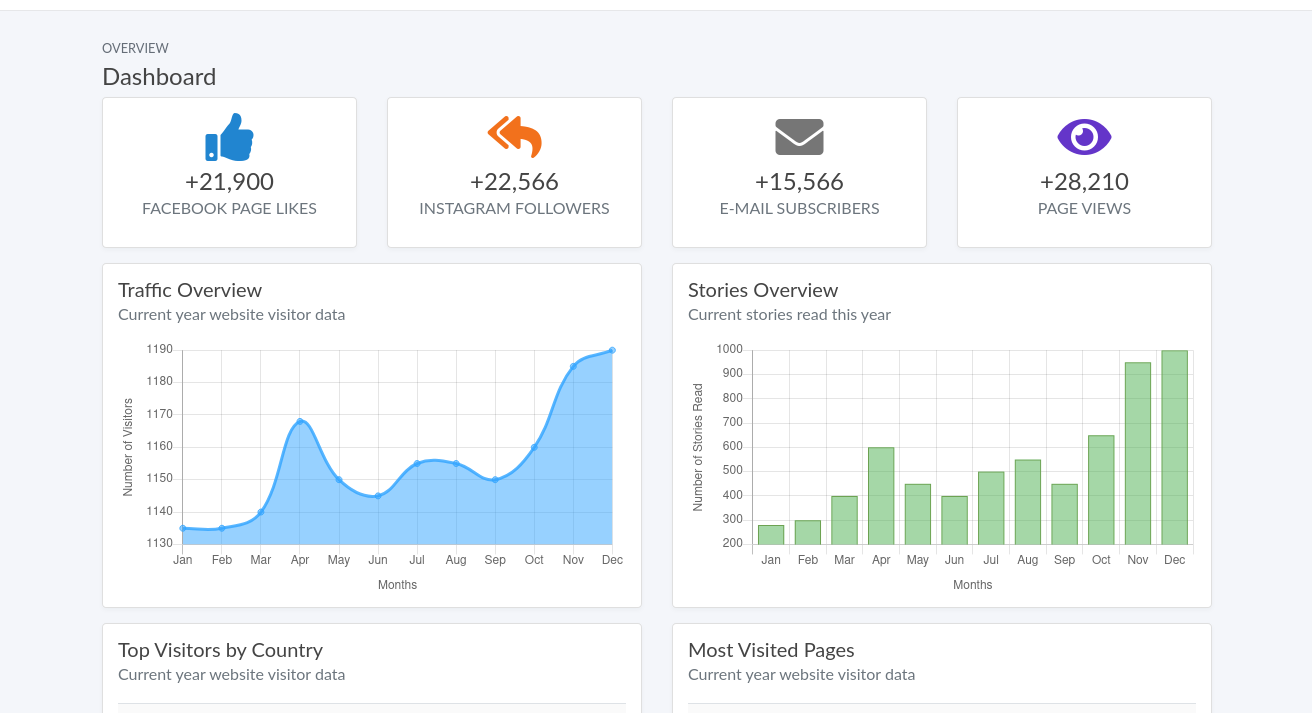 OVERVIEW
Dashboard
+21,900
FACEBOOK PAGE LIKES
+22,566
INSTAGRAM FOLLOWERS
+15,566
E-MAIL SUBSCRIBERS
+28,210
PAGE VIEWS
Traffic Overview
Current year website visitor data
Number of Visitors
1190
1180
1170
1160
1150
1140
1130
Jan Feb Mar Apr May Jun Jul Aug Sep Oct Nov Dec
Months
Stories Overview
Current stories read this year
Number of Stories Read
1000
900
800
700
600
500
400
300
200
Jan Feb Mar Apr May Jun Jul Aug Sep Oct Nov Dec
Months
Top Visitors by Country
Current year website visitor data
Most Visited Pages
Current year website visitor data